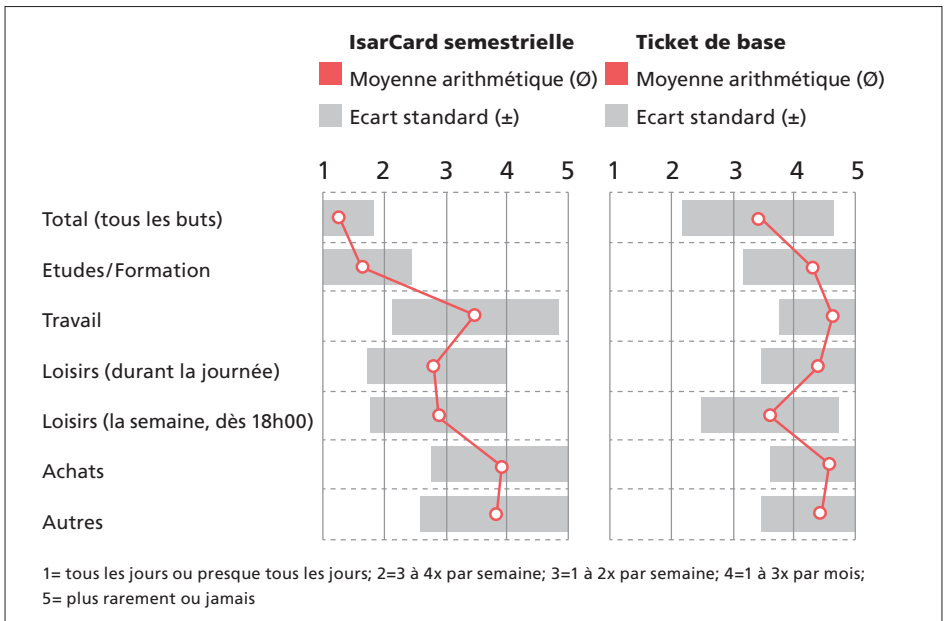 IsarCard semestrielle
Moyenne arithmétique (Ø)
Ecart standard (±)
Ticket de base
Moyenne arithmétique (Ø)
Ecart standard (±)
1 2 3 4 5
1 2 3 4 5
Total (tous les buts)
Etudes/Formation
Travail
Loisirs (durant la journée)
Loisirs (la semaine, dès 18h00)
Achats
Autres
1= tous les jours ou presque tous les jours; 2=3 à 4x par semaine; 3=1 à 2x par semaine; 4=1 à 3x par mois;
5= plus rarement ou jamais